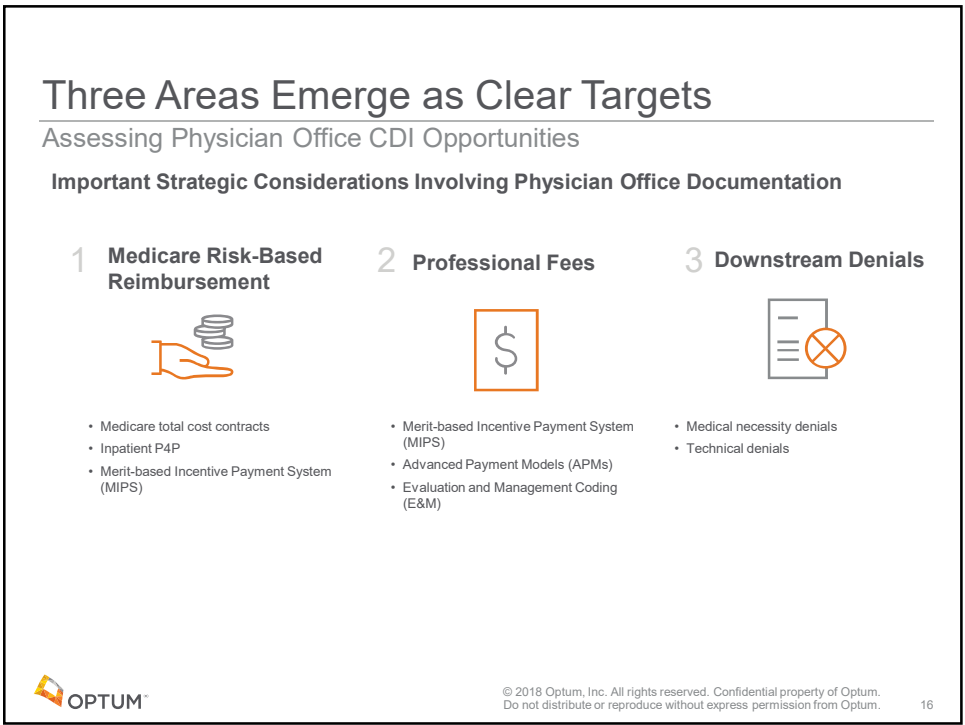 Three Areas Emerge as Clear Targets
Assessing Physician Office CDI Opportunities
Important Strategic Considerations Involving Physician Office Documentation
1 Medicare Risk-Based
Reimbursement
• Medicare total cost contracts
• Inpatient P4P
• Merit-based Incentive Payment System
(MIPS)
2 Professional Fees
$
• Merit-based Incentive Payment System
(MIPS)
• Advanced Payment Models (APMs)
• Evaluation and Management Coding
(E&M)
3 Downstream Denials
• Medical necessity denials
• Technical denials
OPTUM™
© 2018 Optum, Inc. All rights reserved. Confidential property of Optum.
Do not distribute or reproduce without express permission from Optum.
16